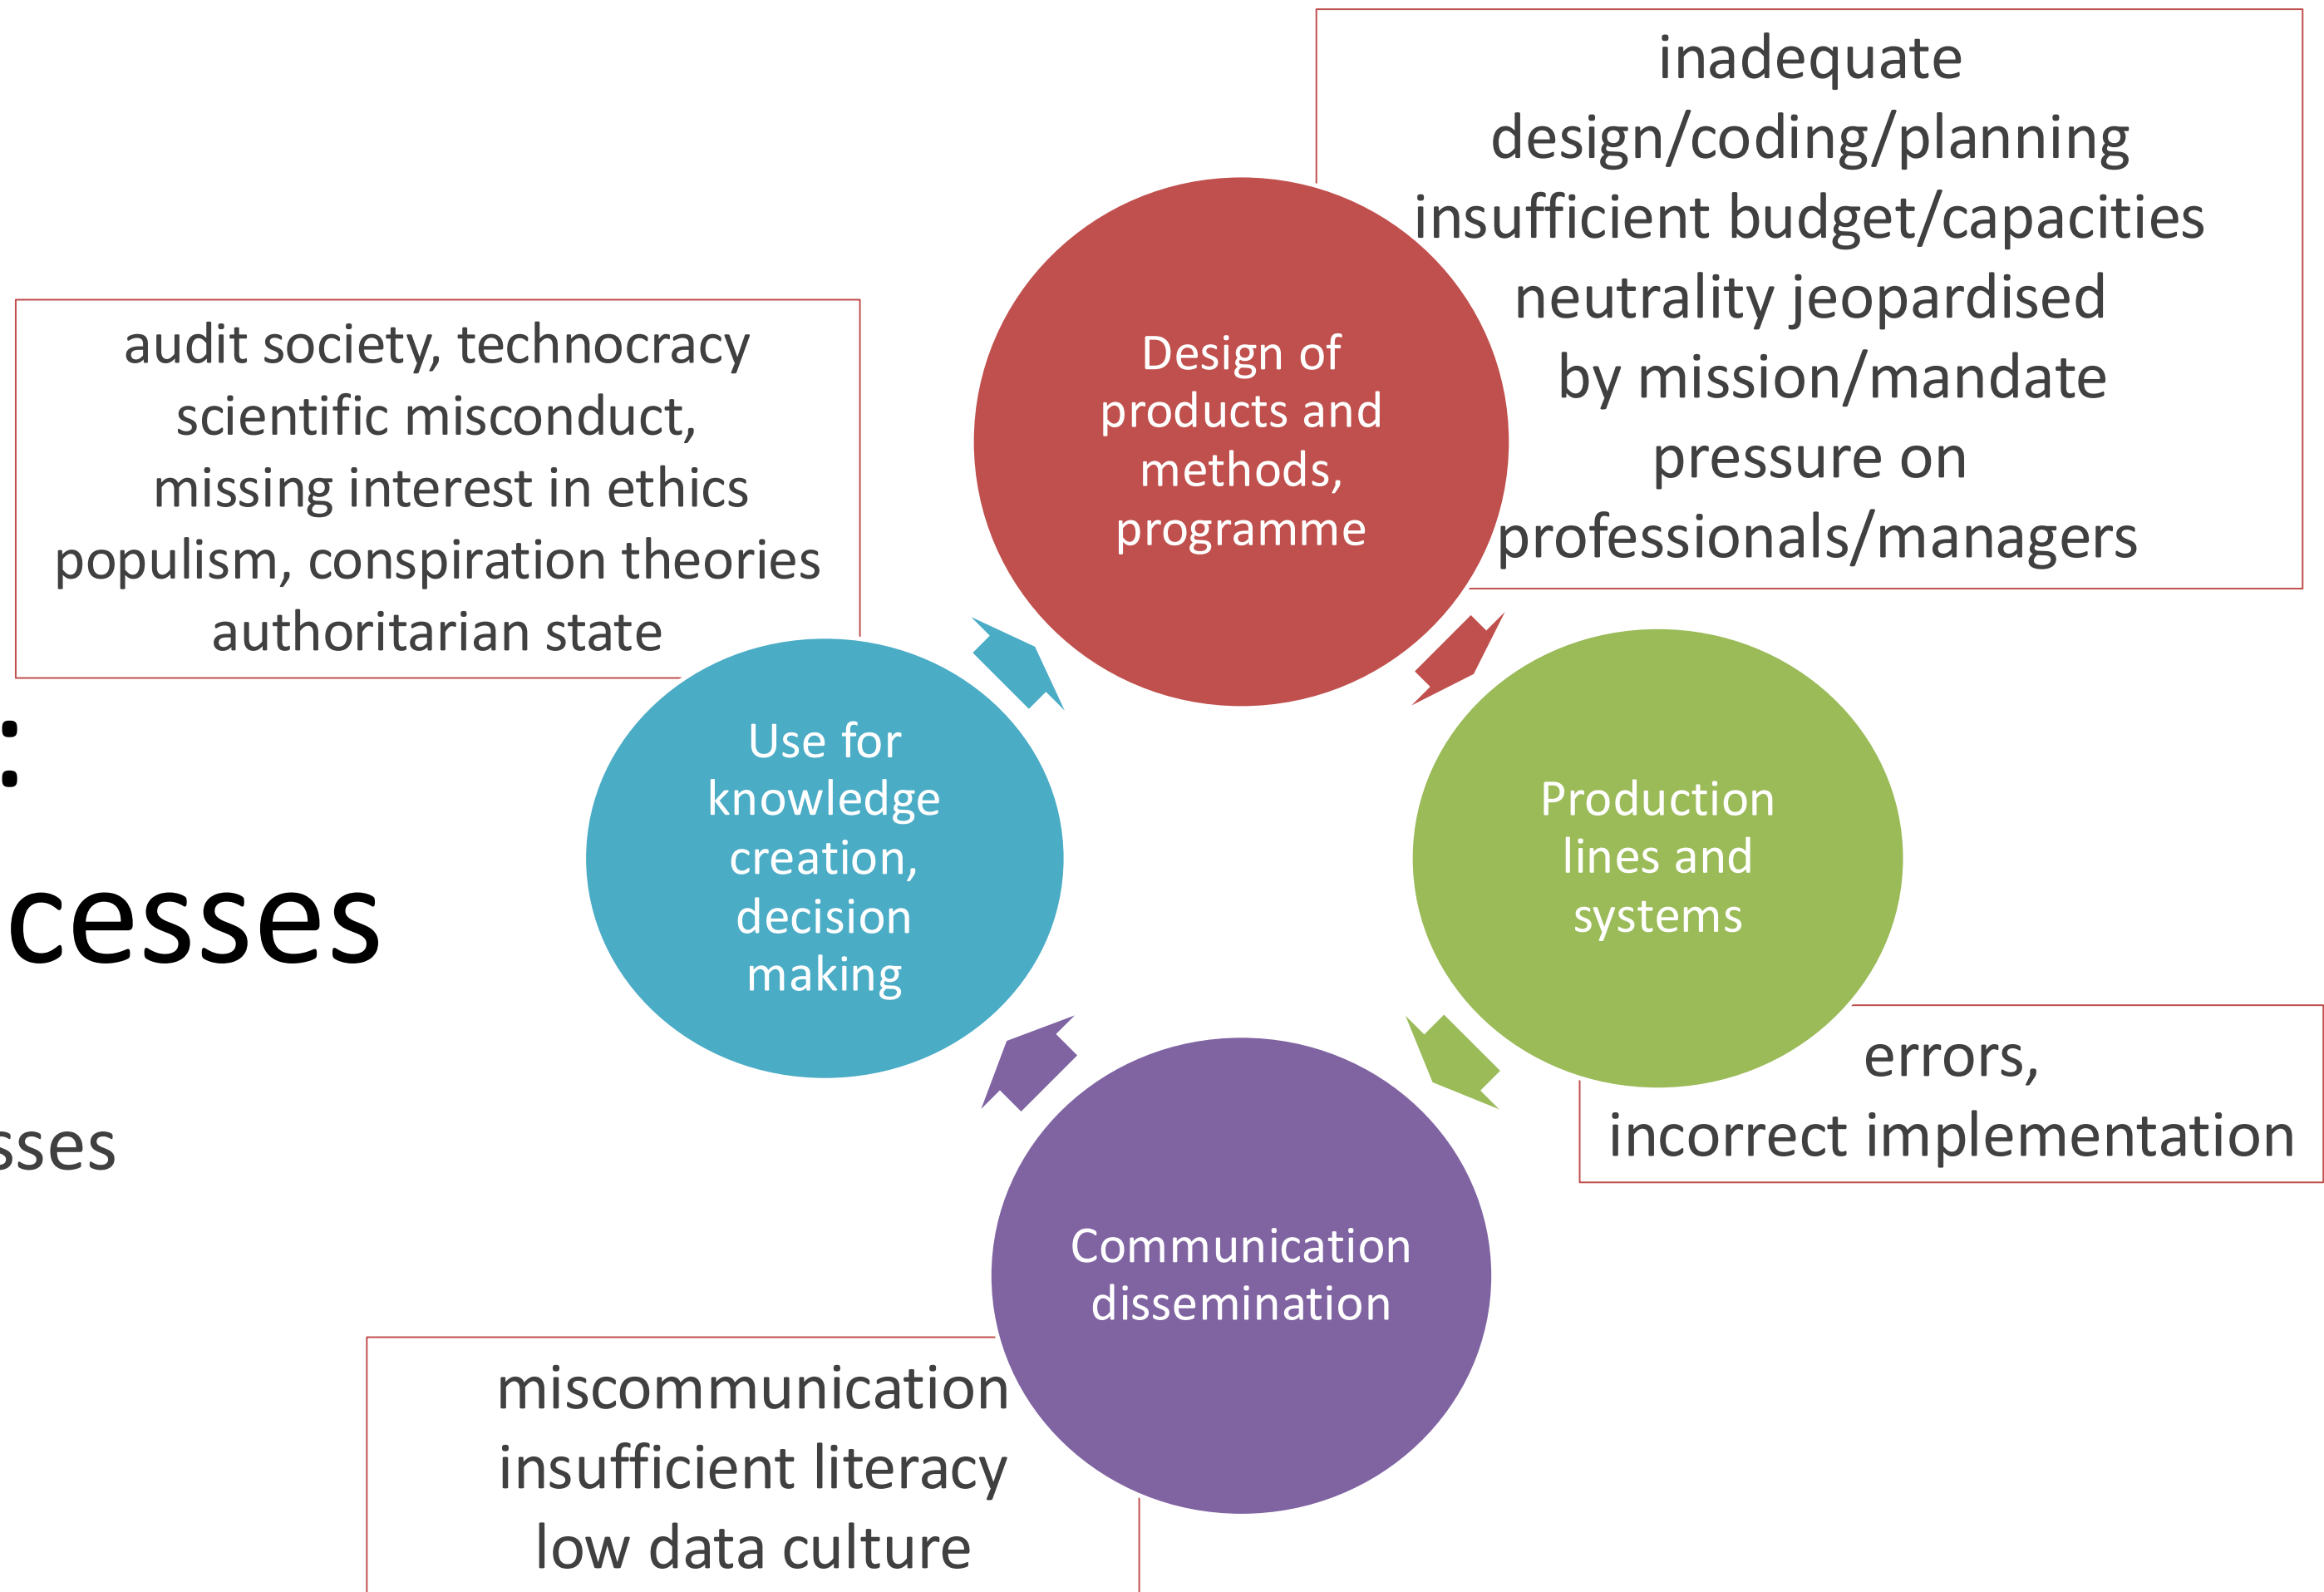 inadequate
design/coding/planning
insufficient budget/capacities
neutrality jeopardised
by mission/mandate
pressure on
professionals/managers
Design of
products and
methods,
programme
audit society, technocracy
scientific misconduct,
missing interest in ethics
populism, conspiration theories
authoritarian state
:
cesses
sses
Use for
knowledge
creation,
decision
making
Production
lines and
systems
errors,
incorrect implementation
Communication
dissemination
miscommunication
insufficient literacy
low data culture